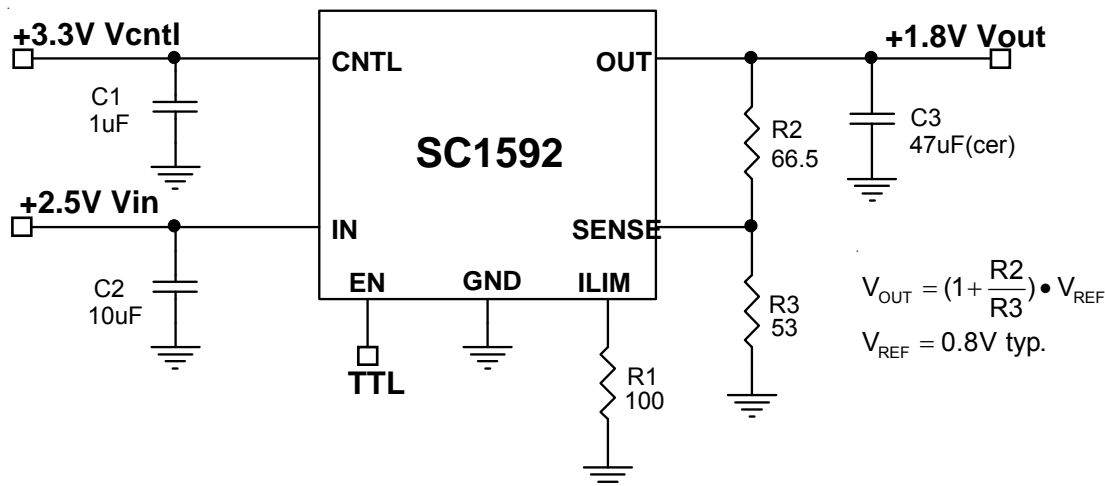 +3.3V Vcntl
C1
1uF
+2.5V Vin
C2
10uF
CNTL
OUT
SC1592
IN
SENSE
EN
GND
ILIM
TTL
R1
100
+1.8V Vout
R2
66.5
C3
47uF(cer)
R3
53
V_OUT = (1 + R2/R3) • V_REF
V_REF = 0.8V typ.